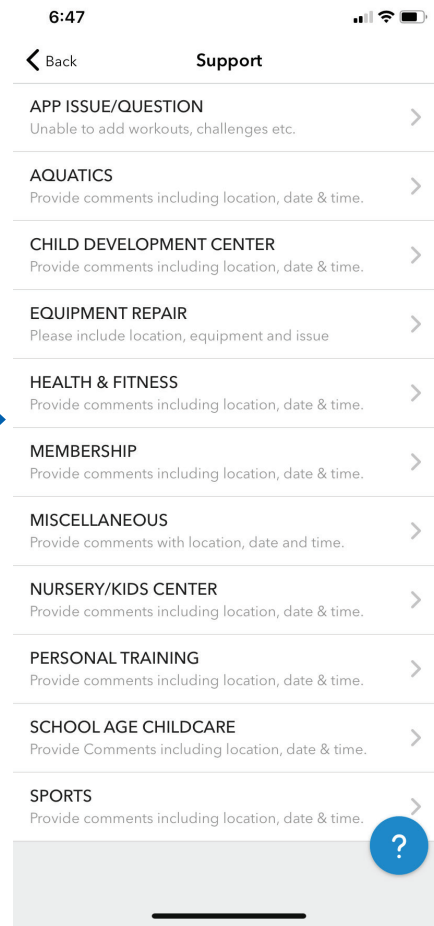 6:47
Back
Support
APP ISSUE/QUESTION
Unable to add workouts, challenges etc.
AQUATICS
Provide comments including location, date & time.
CHILD DEVELOPMENT CENTER
Provide comments including location, date & time.
EQUIPMENT REPAIR
Please include location, equipment and issue
HEALTH & FITNESS
Provide comments including location, date & time.
MEMBERSHIP
Provide comments including location, date & time.
MISCELLANEOUS
Provide comments with location, date and time.
NURSERY/KIDS CENTER
Provide comments including location, date & time.
PERSONAL TRAINING
Provide comments including location, date & time.
SCHOOL AGE CHILDCARE
Provide Comments including location, date & time.
SPORTS
Provide comments including location, date & time.
?